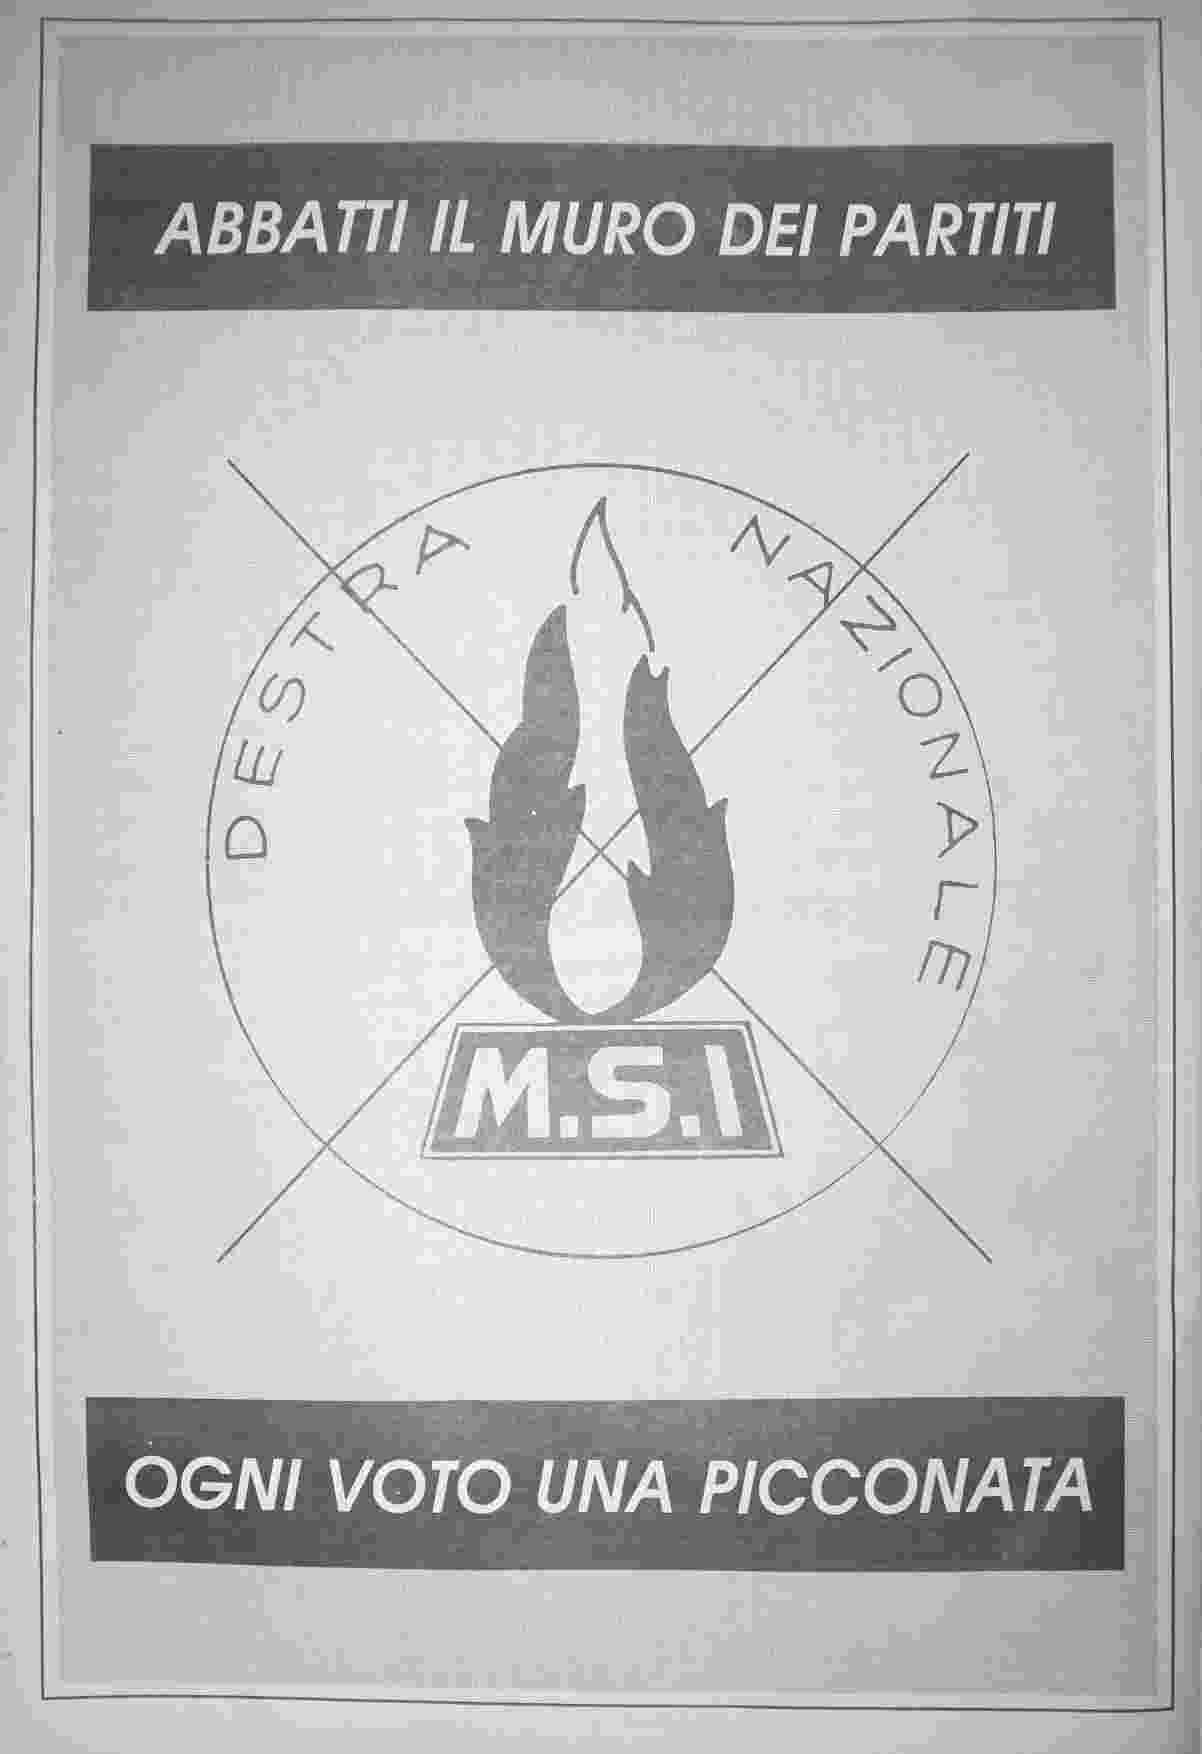 ABBATTI IL MURO DEI PARTITI
DESTRA NAZIONALE
M.S.I
OGNI VOTO UNA PICCONATA